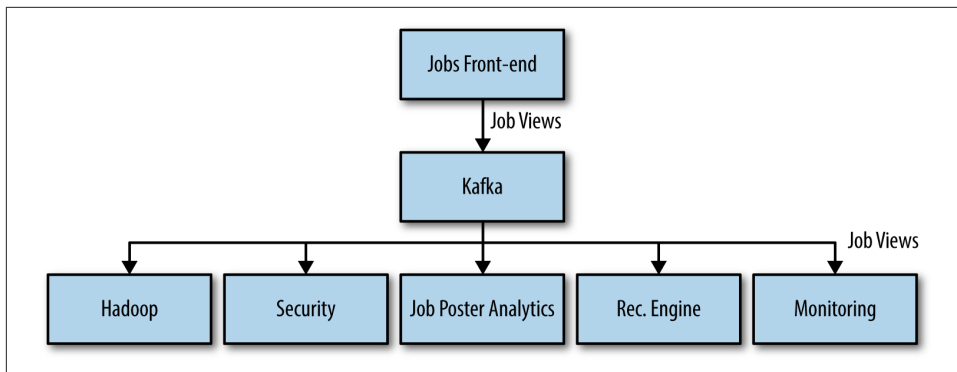 Jobs Front-end
Job Views
Kafka
Job Views
Hadoop
Security
Job Poster Analytics
Rec. Engine
Monitoring